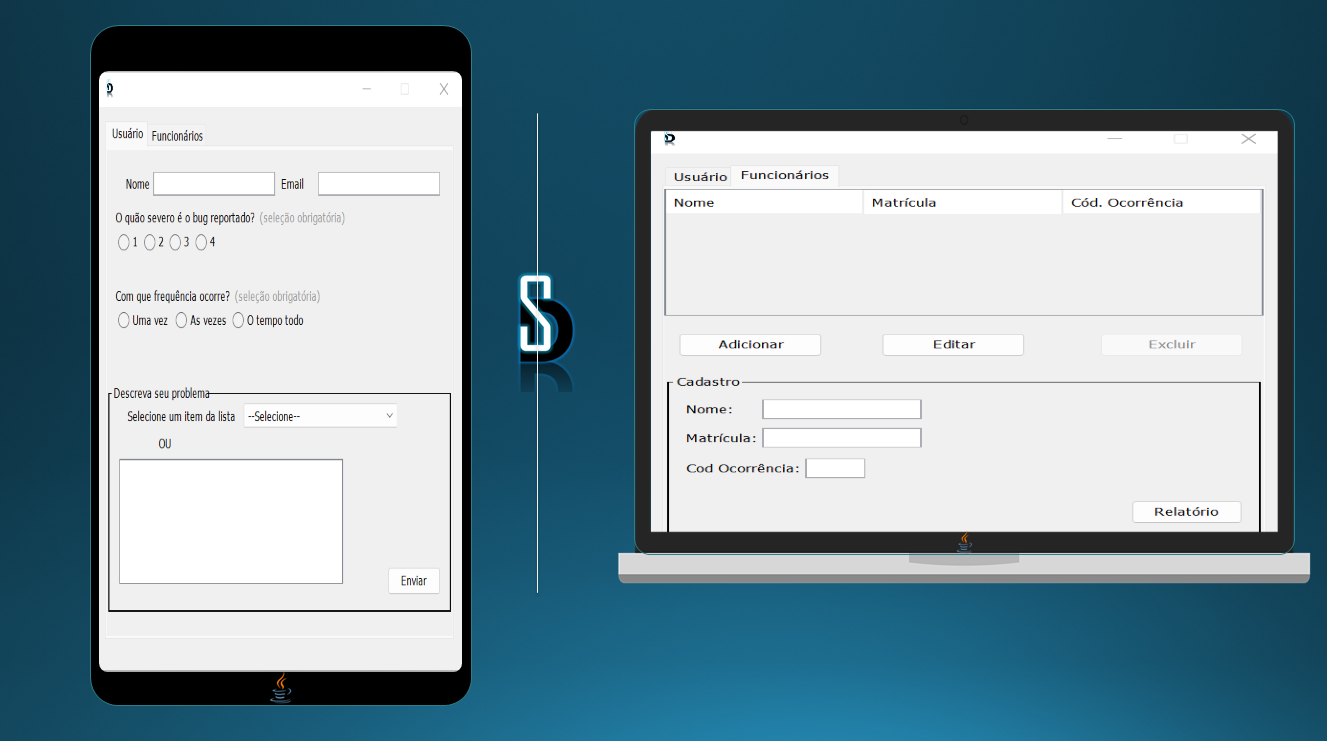 Usuário Funcionários
Nome Email
O quão severo é o bug reportado? (seleção obrigatória)
1 2 3 4
Com que frequência ocorre? (seleção obrigatória)
Uma vez As vezes O tempo todo
Descreva seu problema
Selecione um item da lista --Selecione--
OU
Enviar
SD
Usuário Funcionários
Nome Matrícula Cód. Ocorrência
Adicionar Editar Excluir
Cadastro
Nome:
Matrícula:
Cod Ocorrência:
Relatório